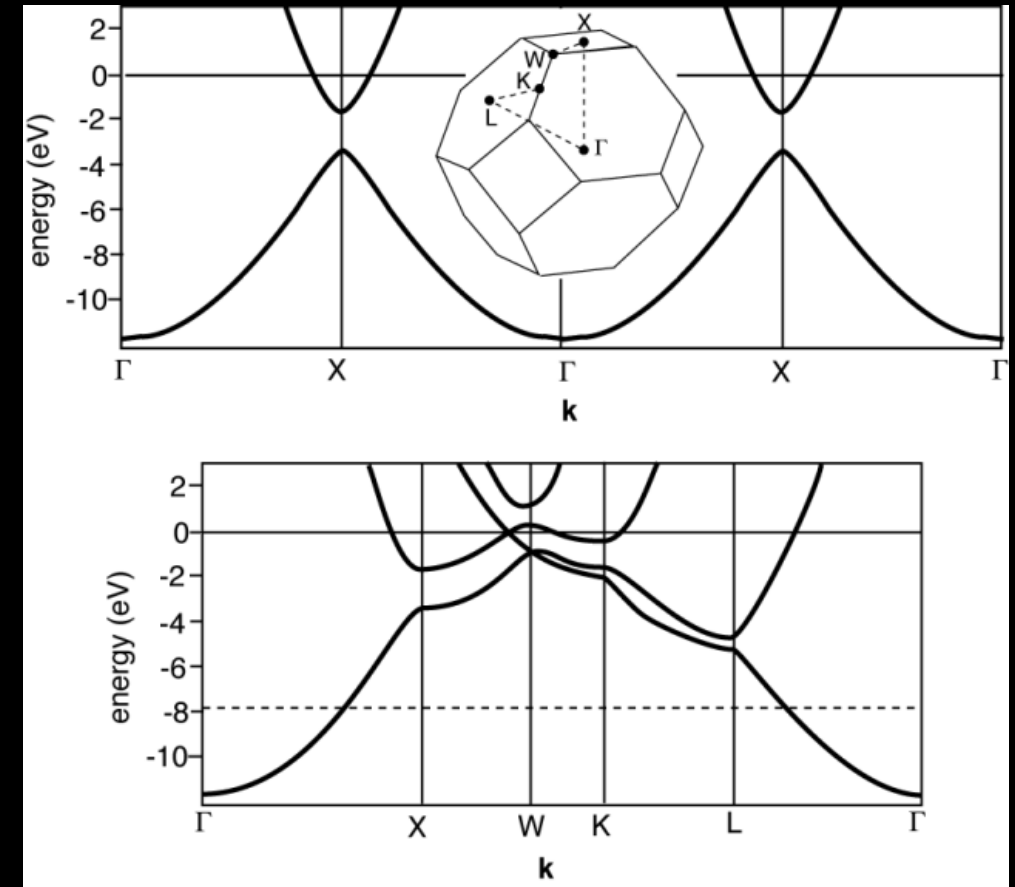 2
0
-2
-4
-6
-8
-10
energy (eV)
X
W
K
L
Γ
Γ X Γ X Γ
k
2
0
-2
-4
-6
-8
-10
energy (eV)
Γ X W K L Γ
k